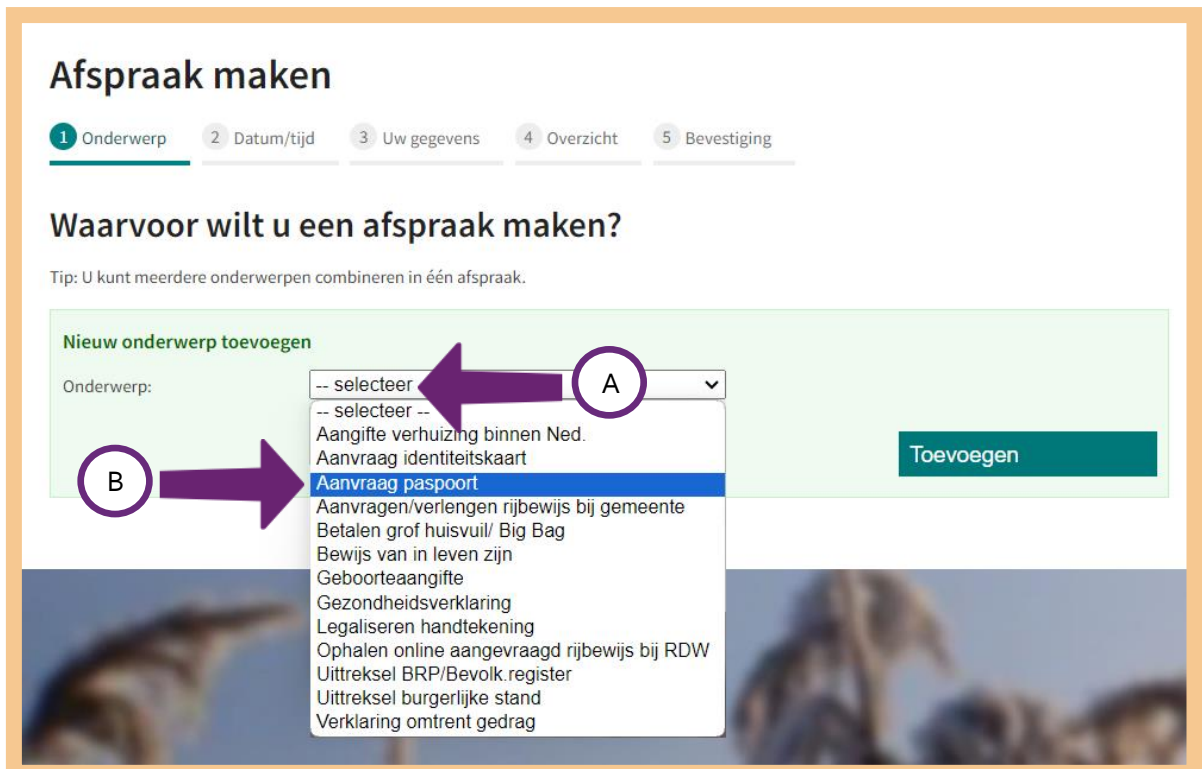 Afspraak maken
1 Onderwerp 2 Datum/tijd 3 Uw gegevens 4 Overzicht 5 Bevestiging
Waarvoor wilt u een afspraak maken?
Tip: U kunt meerdere onderwerpen combineren in één afspraak.
Nieuw onderwerp toevoegen
Onderwerp: -- selecteer A
-- selecteer --
Aangifte verhuizing binnen Ned.
Aanvraag identiteitskaart
Toevoegen
B Aanvraag paspoort
Aanvragen/verlengen rijbewijs bij gemeente
Betalen grof huisvuil/ Big Bag
Bewijs van in leven zijn
Geboorteaangifte
Gezondheidsverklaring
Legaliseren handtekening
Ophalen online aangevraagd rijbewijs bij RDW
Uittreksel BRP/Bevolk.register
Uittreksel burgerlijke stand
Verklaring omtrent gedrag